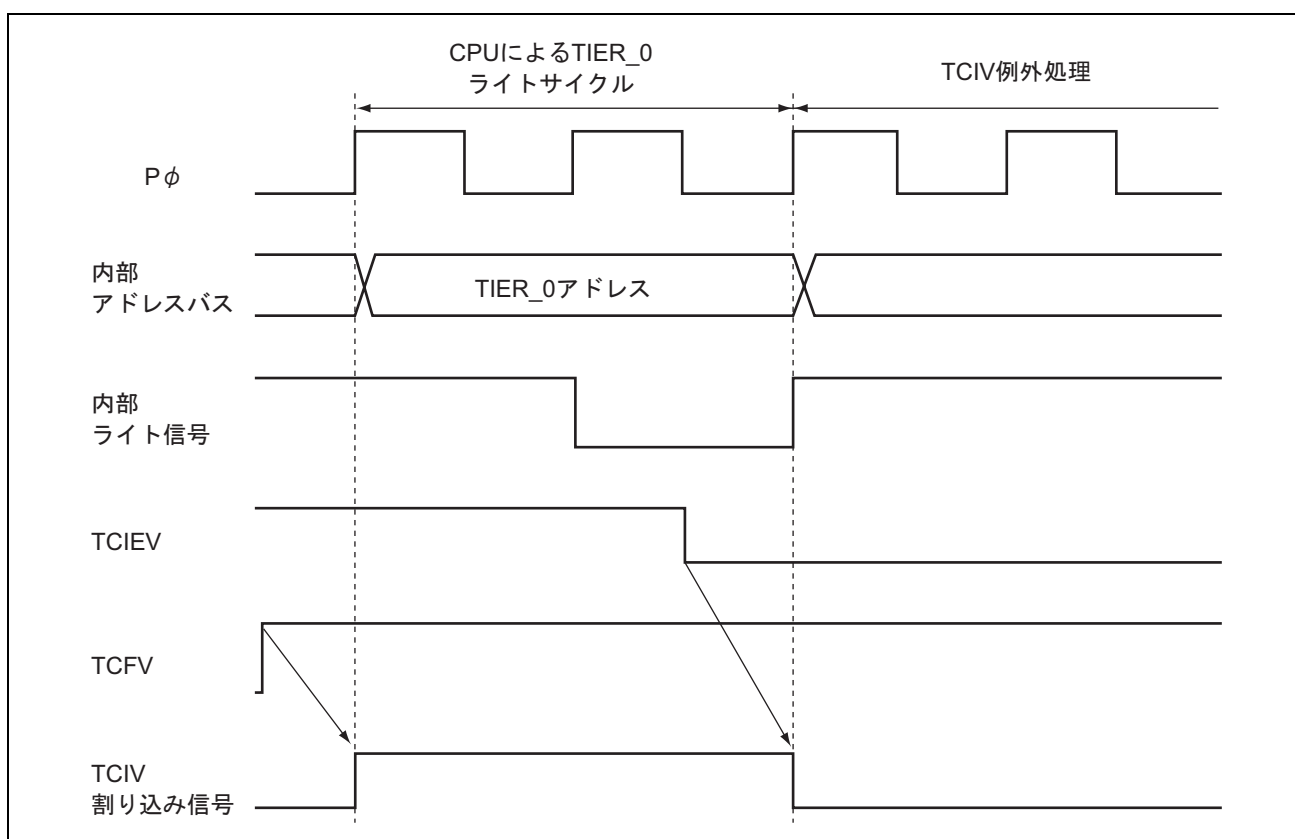 CPUによるTIER_0
ライトサイクル
TCIV例外処理
Pφ
内部
アドレスバス
TIER_0アドレス
内部
ライト信号
TCIEV
TCFV
TCIV
割り込み信号